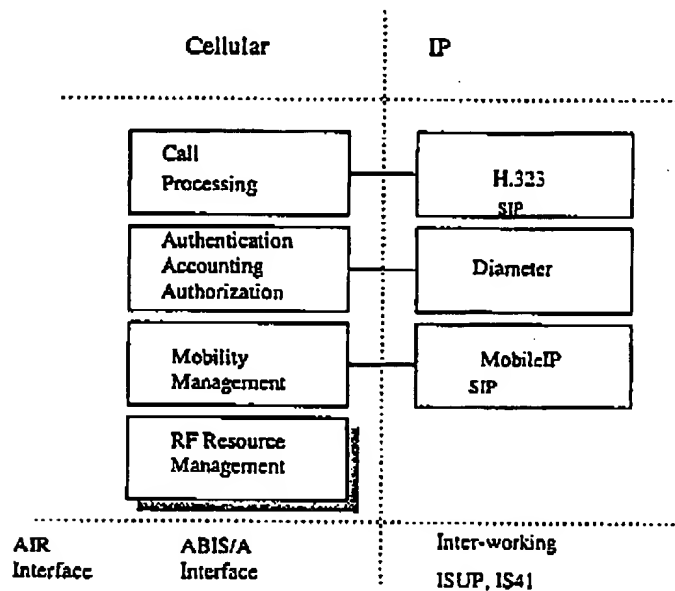 Cellular
IP
Call
Processing
H.323
SIP
Authentication
Accounting
Authorization
Diameter
Mobility
Management
MobileIP
SIP
RF Resource
Management
AIR
Interface
ABIS/A
Interface
Inter-working
ISUP, IS41